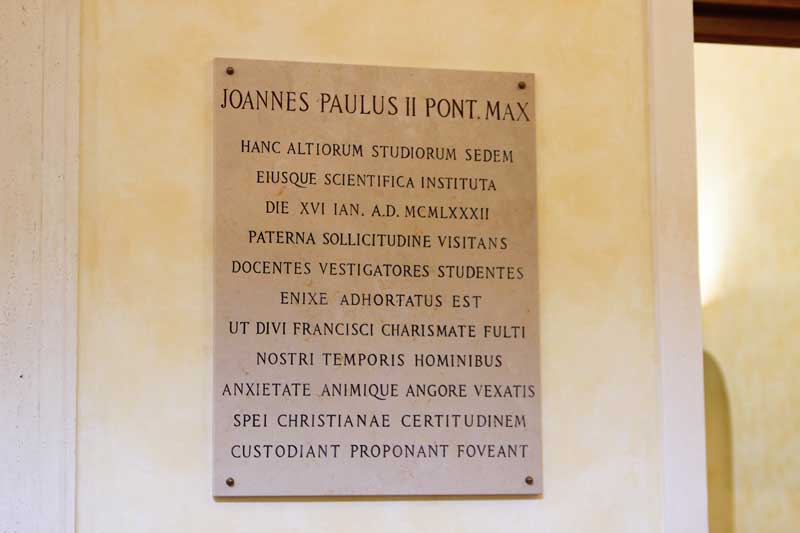 JOANNES PAULUS II PONT. MAX
HANC ALTIORUM STUDIORUM SEDEM
EIUSQUE SCIENTIFICA INSTITUTA
DIE XVI IAN. A.D. MCMLXXXII
PATERNA SOLLICITUDINE VISITANS
DOCENTES VESTIGATORES STUDENTES
ENIXE ADHORTATUS EST
UT DIVI FRANCISCI CHARISMATE FULTI
NOSTRI TEMPORIS HOMINIBUS
ANXIETATE ANIMIQUE ANGORE VEXATIS
SPEI CHRISTIANAE CERTITUDINEM
CUSTODIANT PROPONANT FOVEANT